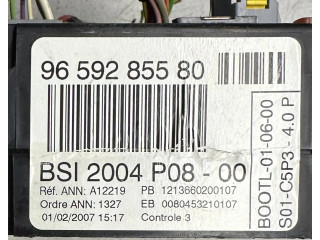 96 592 855 80
BSI 2004 P08 - 00
Réf. ANN: A12219 PB 1213660200107
Ordre ANN: 1327 EB 0080453210107
01/02/2007 15:17 Controle 3
BOOTL-01-06-00
S01-C5P3 - 4.0 P